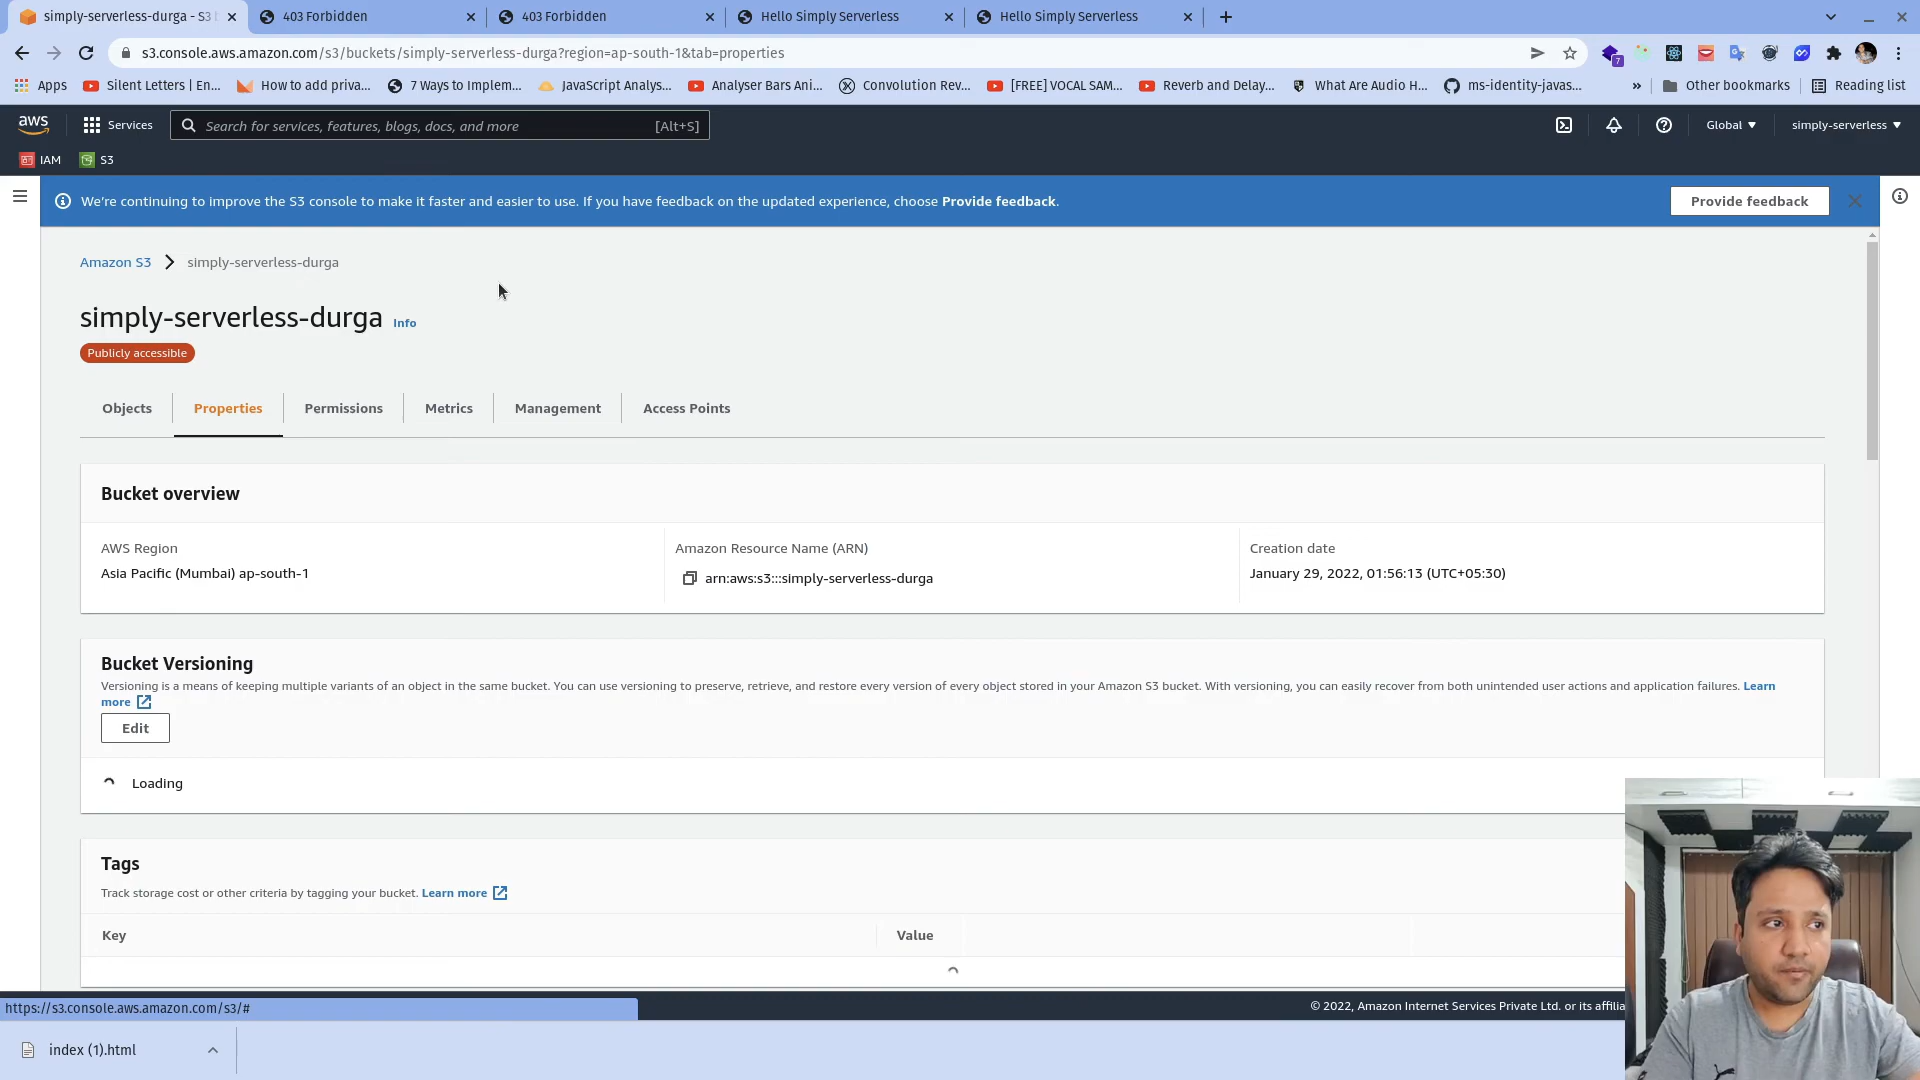 simply-serverless-durga - S3 b
403 Forbidden
403 Forbidden
Hello Simply Serverless
Hello Simply Serverless
s3.console.aws.amazon.com/s3/buckets/simply-serverless-durga?region=ap-south-1&tab=properties
7
Apps
Silent Letters | En...
How to add priva...
7 Ways to Implem...
JavaScript Analys...
Analyser Bars Ani...
Convolution Rev...
[FREE] VOCAL SAM...
Reverb and Delay...
What Are Audio H...
ms-identity-javas...
»
Other bookmarks
Reading list
aws
Services
Search for services, features, blogs, docs, and more
[Alt+S]
Global
simply-serverless
IAM
S3
We're continuing to improve the S3 console to make it faster and easier to use. If you have feedback on the updated experience, choose Provide feedback.
Provide feedback
Amazon S3
simply-serverless-durga
simply-serverless-durga
Info
Publicly accessible
Objects
Properties
Permissions
Metrics
Management
Access Points
Bucket overview
AWS Region
Asia Pacific (Mumbai) ap-south-1
Amazon Resource Name (ARN)
arn:aws:s3:::simply-serverless-durga
Creation date
January 29, 2022, 01:56:13 (UTC+05:30)
Bucket Versioning
Versioning is a means of keeping multiple variants of an object in the same bucket. You can use versioning to preserve, retrieve, and restore every version of every object stored in your Amazon S3 bucket. With versioning, you can easily recover from both unintended user actions and application failures. Learn
more
Edit
Loading
Tags
Track storage cost or other criteria by tagging your bucket. Learn more
Key
Value
https://s3.console.aws.amazon.com/s3/#
© 2022, Amazon Internet Services Private Ltd. or its affilia
index (1).html